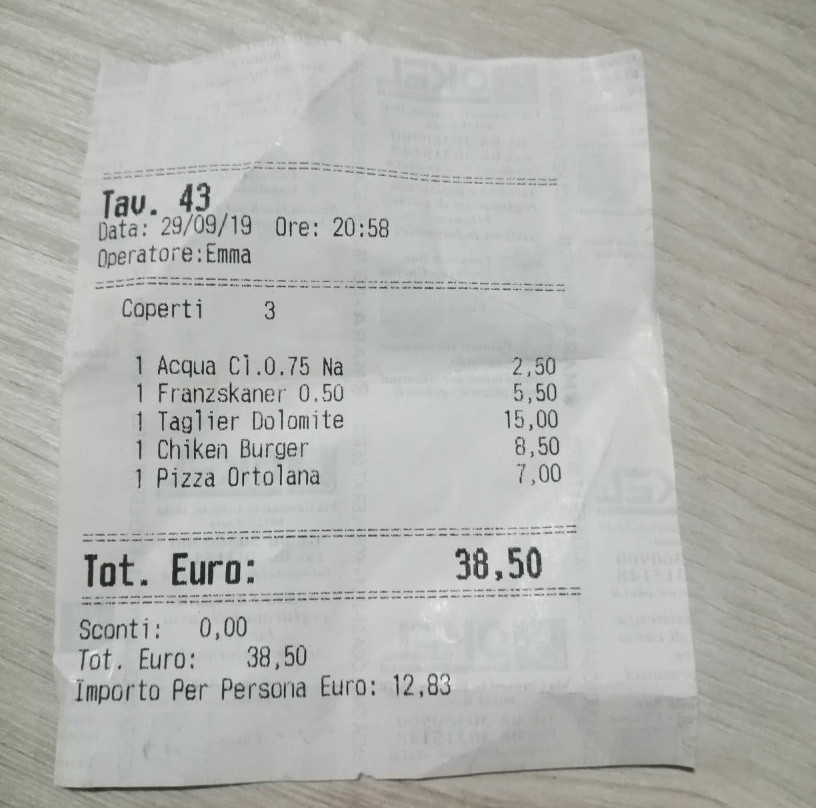 Tav. 43
Data: 29/09/19 Ore: 20:58
Operatore:Emma
Coperti 3
1 Acqua Cl.0.75 Na 2,50
1 Franzskaner 0.50 5,50
1 Taglier Dolomite 15,00
1 Chiken Burger 8,50
1 Pizza Ortolana 7,00
Tot. Euro: 38,50
Sconti: 0,00
Tot. Euro: 38,50
Importo Per Persona Euro: 12,83